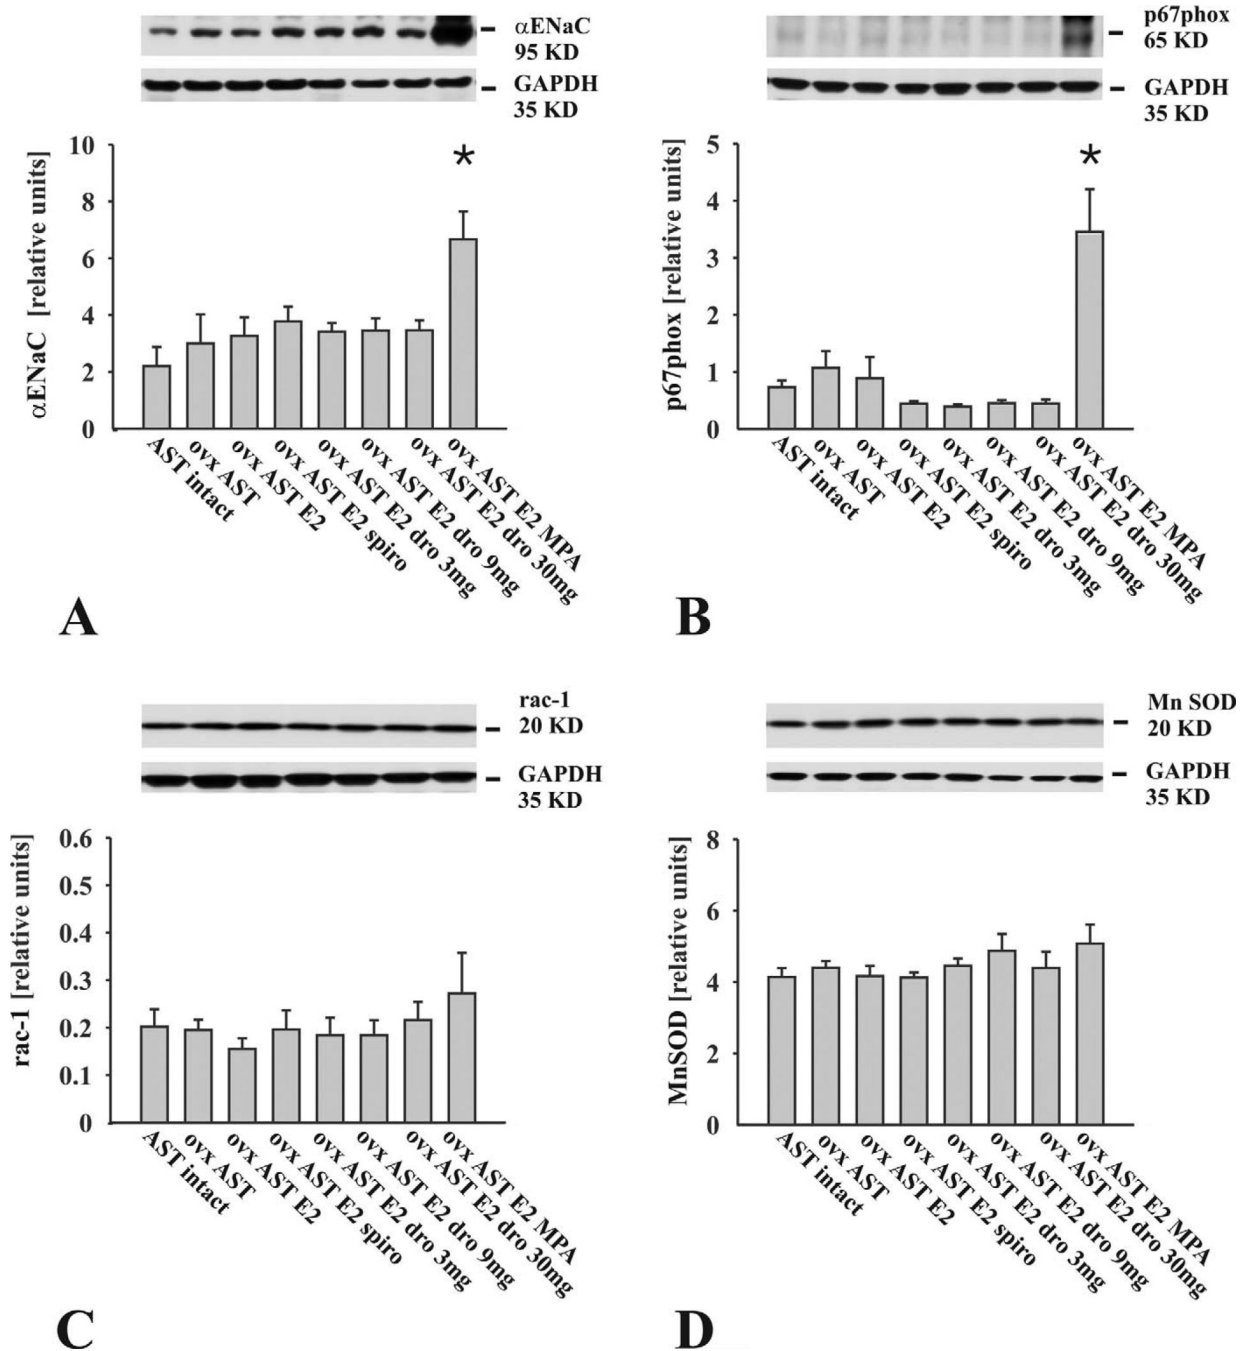 αENaC
95 KD
GAPDH
35 KD
αENaC [relative units]
10
8
6
4
2
0
*
AST intact
ovx AST
ovx AST E2
ovx AST E2 spiro
ovx AST E2 dro 3mg
ovx AST E2 dro 9mg
ovx AST E2 dro 30mg
ovx AST E2 MPA
A
p67phox
65 KD
GAPDH
35 KD
p67phox [relative units]
5
4
3
2
1
0
*
AST intact
ovx AST
ovx AST E2
ovx AST E2 spiro
ovx AST E2 dro 3mg
ovx AST E2 dro 9mg
ovx AST E2 dro 30mg
ovx AST E2 MPA
B
rac-1
20 KD
GAPDH
35 KD
rac-1 [relative units]
0.6
0.5
0.4
0.3
0.2
0.1
0
AST intact
ovx AST
ovx AST E2
ovx AST E2 spiro
ovx AST E2 dro 3mg
ovx AST E2 dro 9mg
ovx AST E2 dro 30mg
ovx AST E2 MPA
C
Mn SOD
20 KD
GAPDH
35 KD
MnSOD [relative units]
8
6
4
2
0
AST intact
ovx AST
ovx AST E2
ovx AST E2 spiro
ovx AST E2 dro 3mg
ovx AST E2 dro 9mg
ovx AST E2 dro 30mg
ovx AST E2 MPA
D